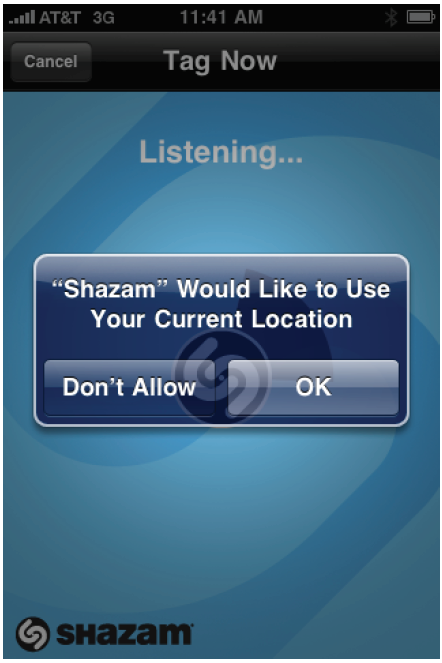 AT&T 3G 11:41 AM
Cancel Tag Now
Listening...
“Shazam” Would Like to Use
Your Current Location
Don’t Allow OK
SHAZAM